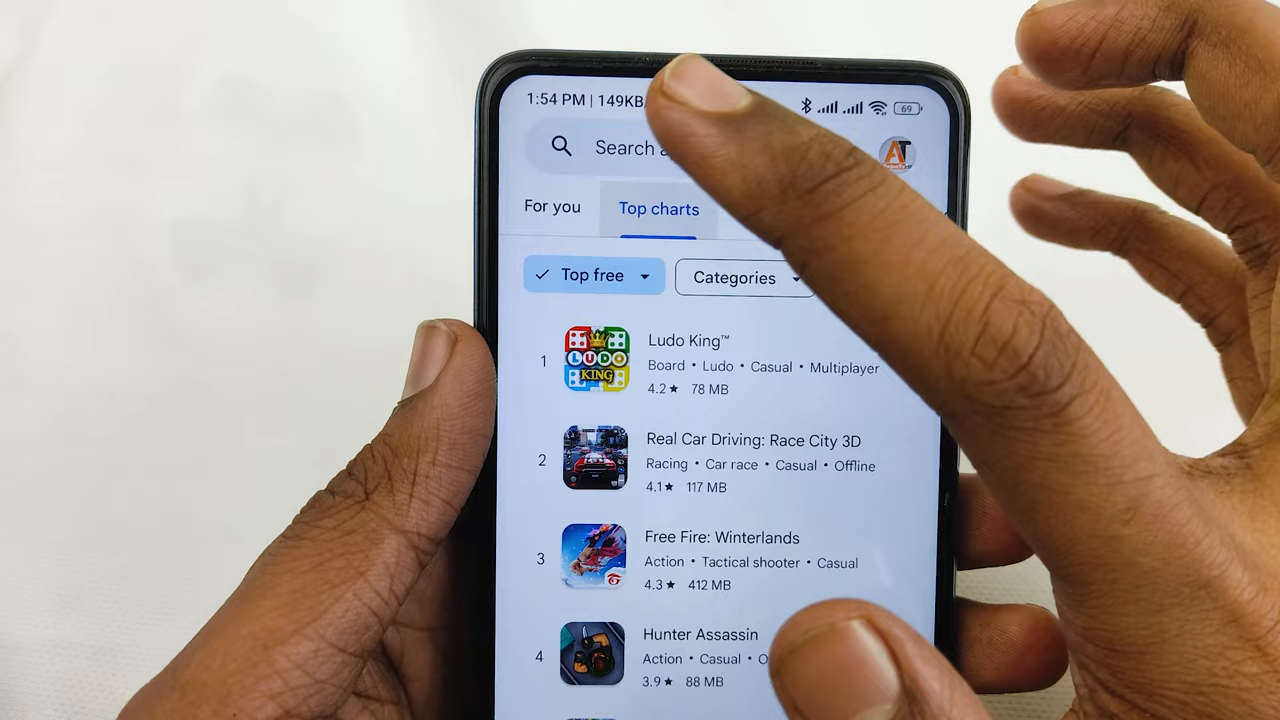 1:54 PM | 149KB
69
Search
AT
For you
Top charts
Top free
Categories
1
LUDO
KING
Ludo King™
Board • Ludo • Casual • Multiplayer
4.2★ 78 MB
2
Real Car Driving: Race City 3D
Racing • Car race • Casual • Offline
4.1★ 117 MB
3
Free Fire: Winterlands
Action • Tactical shooter • Casual
4.3★ 412 MB
4
Hunter Assassin
Action • Casual •
3.9★ 88 MB